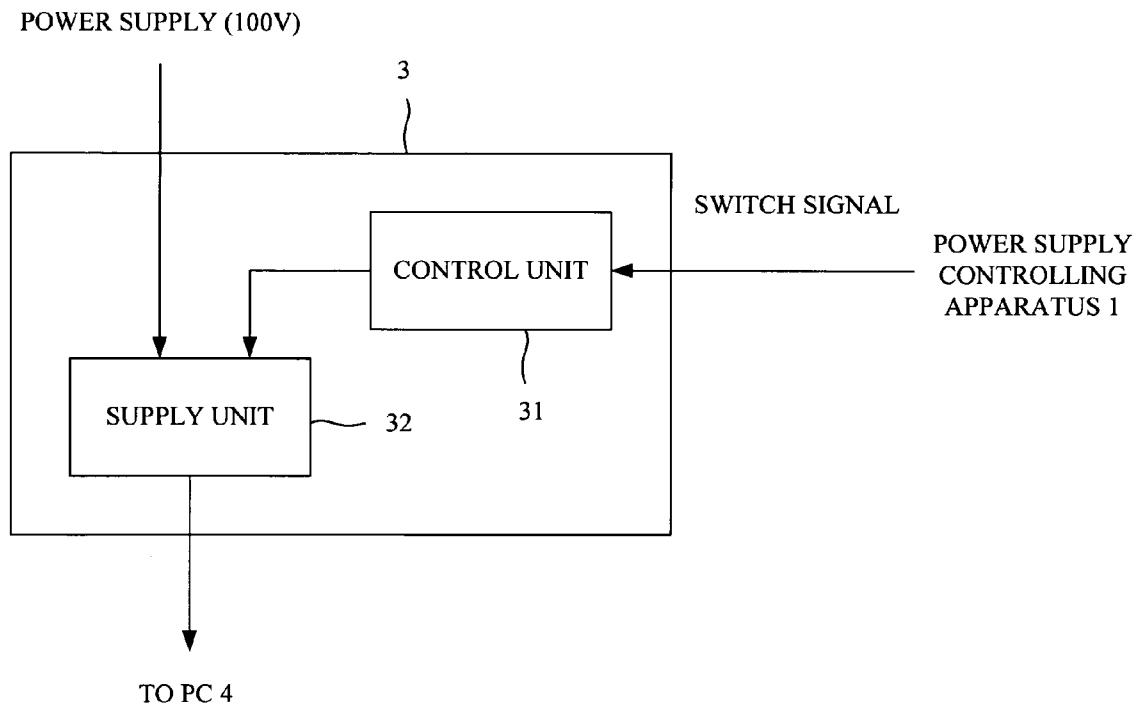 POWER SUPPLY (100V)
3
SWITCH SIGNAL
CONTROL UNIT
POWER SUPPLY
CONTROLLING
APPARATUS 1
31
SUPPLY UNIT
32
TO PC 4